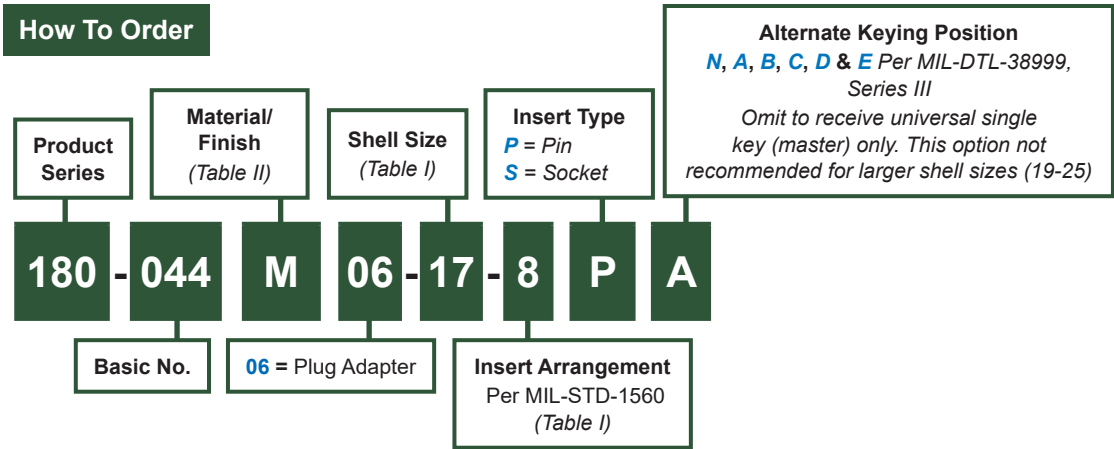 How To Order
Alternate Keying Position
N, A, B, C, D & E Per MIL-DTL-38999,
Series III
Omit to receive universal single
key (master) only. This option not
recommended for larger shell sizes (19-25)
Product
Series
Material/
Finish
(Table II)
Shell Size
(Table I)
Insert Type
P = Pin
S = Socket
180 - 044 M 06 - 17 - 8 P A
Basic No.
06 = Plug Adapter
Insert Arrangement
Per MIL-STD-1560
(Table I)